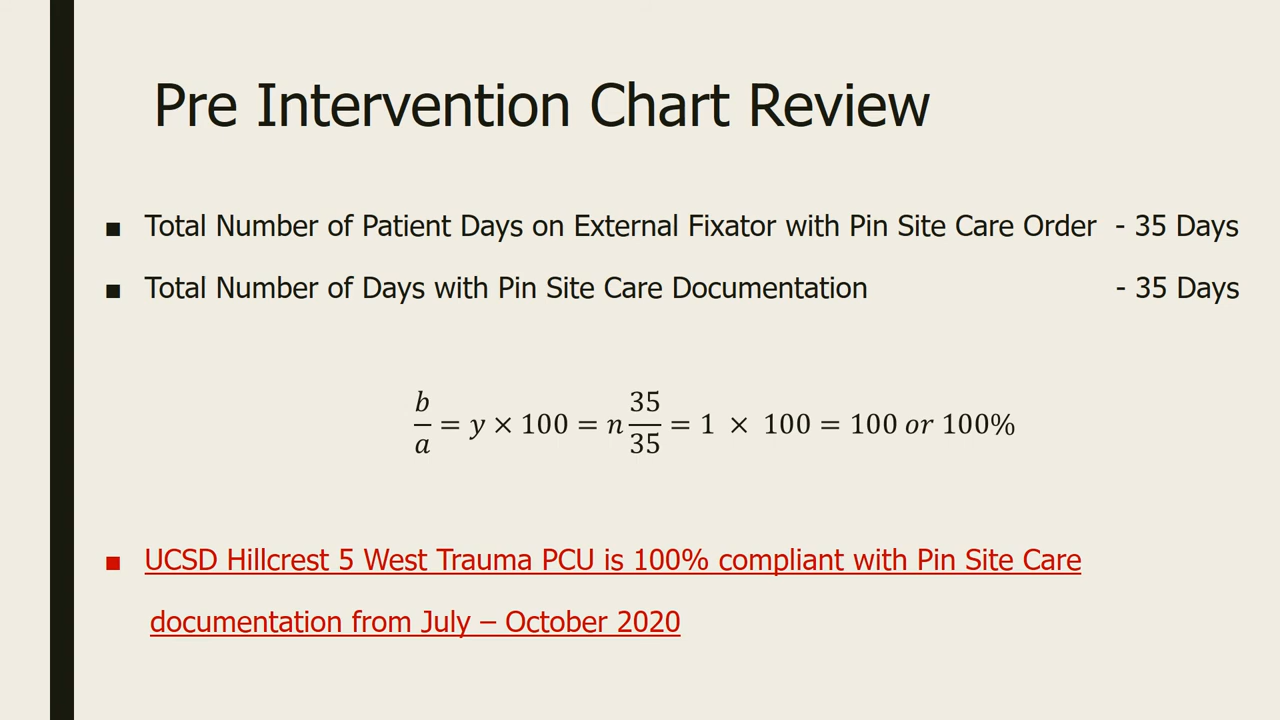 Pre Intervention Chart Review
■ Total Number of Patient Days on External Fixator with Pin Site Care Order - 35 Days
■ Total Number of Days with Pin Site Care Documentation - 35 Days
b/a = y × 100 = n 35/35 = 1 × 100 = 100 or 100%
■ UCSD Hillcrest 5 West Trauma PCU is 100% compliant with Pin Site Care
documentation from July – October 2020